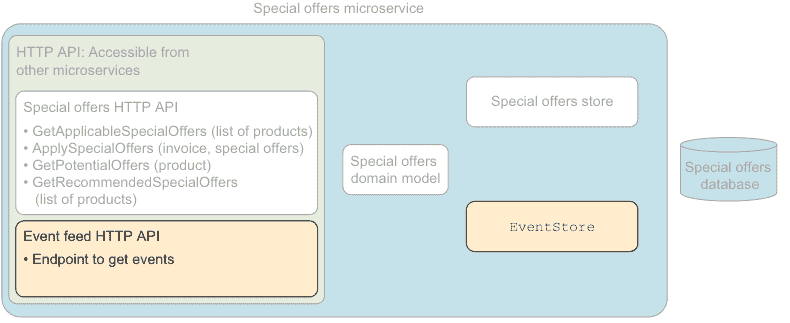 Special offers microservice
HTTP API: Accessible from
other microservices
Special offers HTTP API
• GetApplicableSpecialOffers (list of products)
• ApplySpecialOffers (invoice, special offers)
• GetPotentialOffers (product)
• GetRecommendedSpecialOffers
(list of products)
Event feed HTTP API
• Endpoint to get events
Special offers
domain model
Special offers store
EventStore
Special offers
database